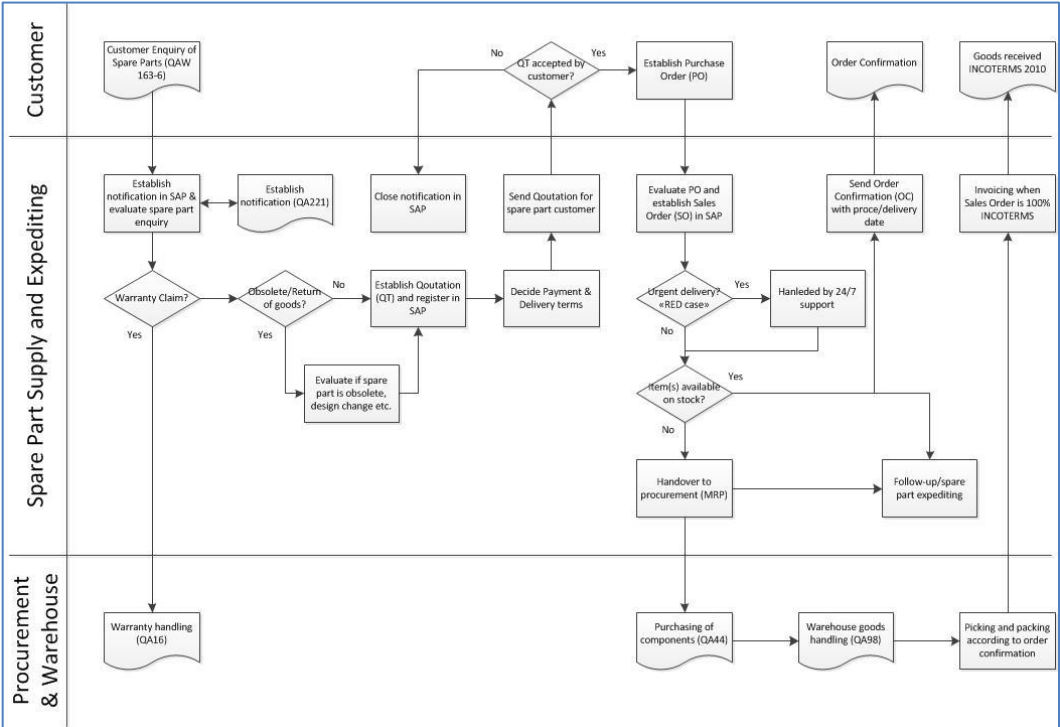 Customer
Customer Enquiry of
Spare Parts (QAW
163-6)
No
QT accepted by
customer?
Yes
Establish Purchase
Order (PO)
Order Confirmation
Goods received
INCOTERMS 2010
Spare Part Supply and Expediting
Establish
notification in SAP &
evaluate spare part
enquiry
Establish
notification (QA221)
Close notification in
SAP
Send Qoutation for
spare part customer
Evaluate PO and
establish Sales
Order (SO) in SAP
Send Order
Confirmation (OC)
with proce/delivery
date
Invoicing when
Sales Order is 100%
INCOTERMS
Warranty Claim?
Yes
Obsolete/Return
of goods?
No
Yes
Establish Qoutation
(QT) and register in
SAP
Decide Payment &
Delivery terms
Urgent delivery?
«RED case»
Yes
No
Hanleded by 24/7
support
Evaluate if spare
part is obsolete,
design change etc.
Item(s) available
on stock?
Yes
No
Handover to
procurement (MRP)
Follow-up/spare
part expediting
Procurement
& Warehouse
Warranty handling
(QA16)
Purchasing of
components (QA44)
Warehouse goods
handling (QA98)
Picking and packing
according to order
confirmation